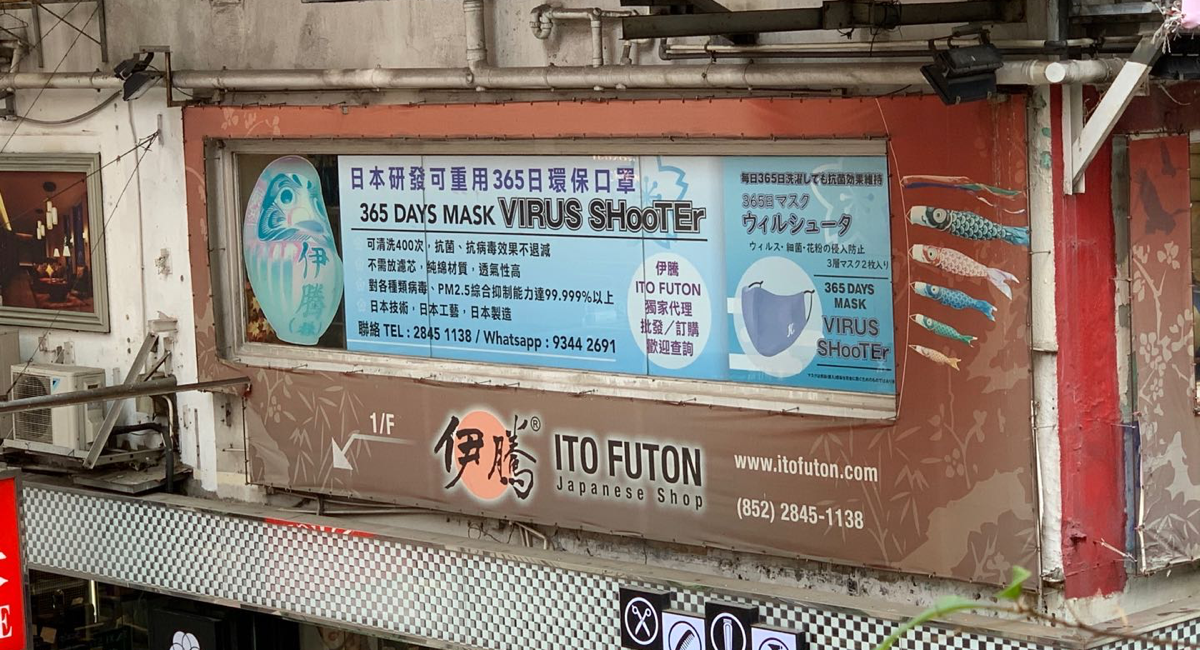 伊
騰
日本研發可重用365日環保口罩
365 DAYS MASK VIRUS SHooTEr
可清洗400次，抗菌、抗病毒效果不退減
不需放濾芯，純綿材質，透氣性高
對各種類病毒、PM2.5綜合抑制能力達99.999%以上
日本技術，日本工藝，日本製造
聯絡 TEL : 2845 1138 / Whatsapp : 9344 2691
伊騰
ITO FUTON
獨家代理
批發／訂購
歡迎查詢
毎日365日洗濯しても抗菌効果維持
365日マスク
ウィルシュータ
ウィルス・細菌・花粉の侵入防止
3層マスク2枚入り
365 DAYS
MASK
VIRUS
SHooTEr
1/F
伊騰®
ITO FUTON
Japanese Shop
www.itofuton.com
(852) 2845-1138
E